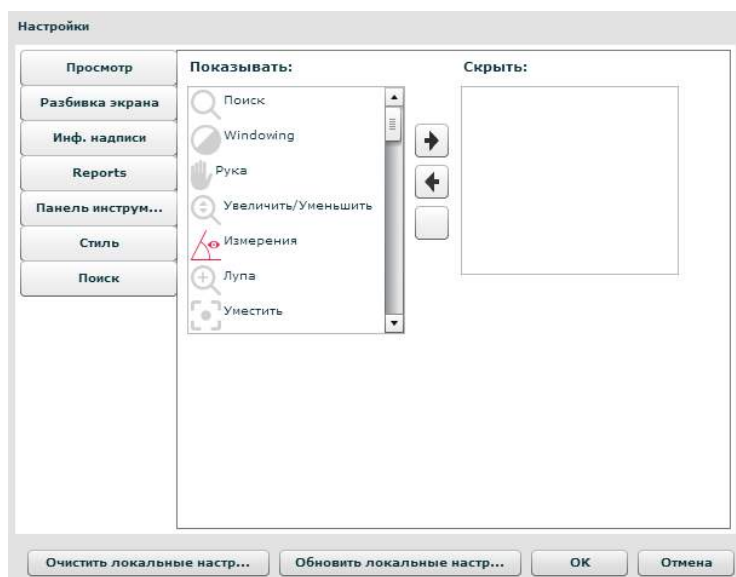 Настройки
Просмотр
Разбивка экрана
Инф. надписи
Reports
Панель инструм...
Стиль
Поиск
Показывать:
Поиск
Windowing
Рука
Увеличить/Уменьшить
Измерения
Лупа
Уместить
Скрыть:
Очистить локальные настр...
Обновить локальные настр...
OK
Отмена